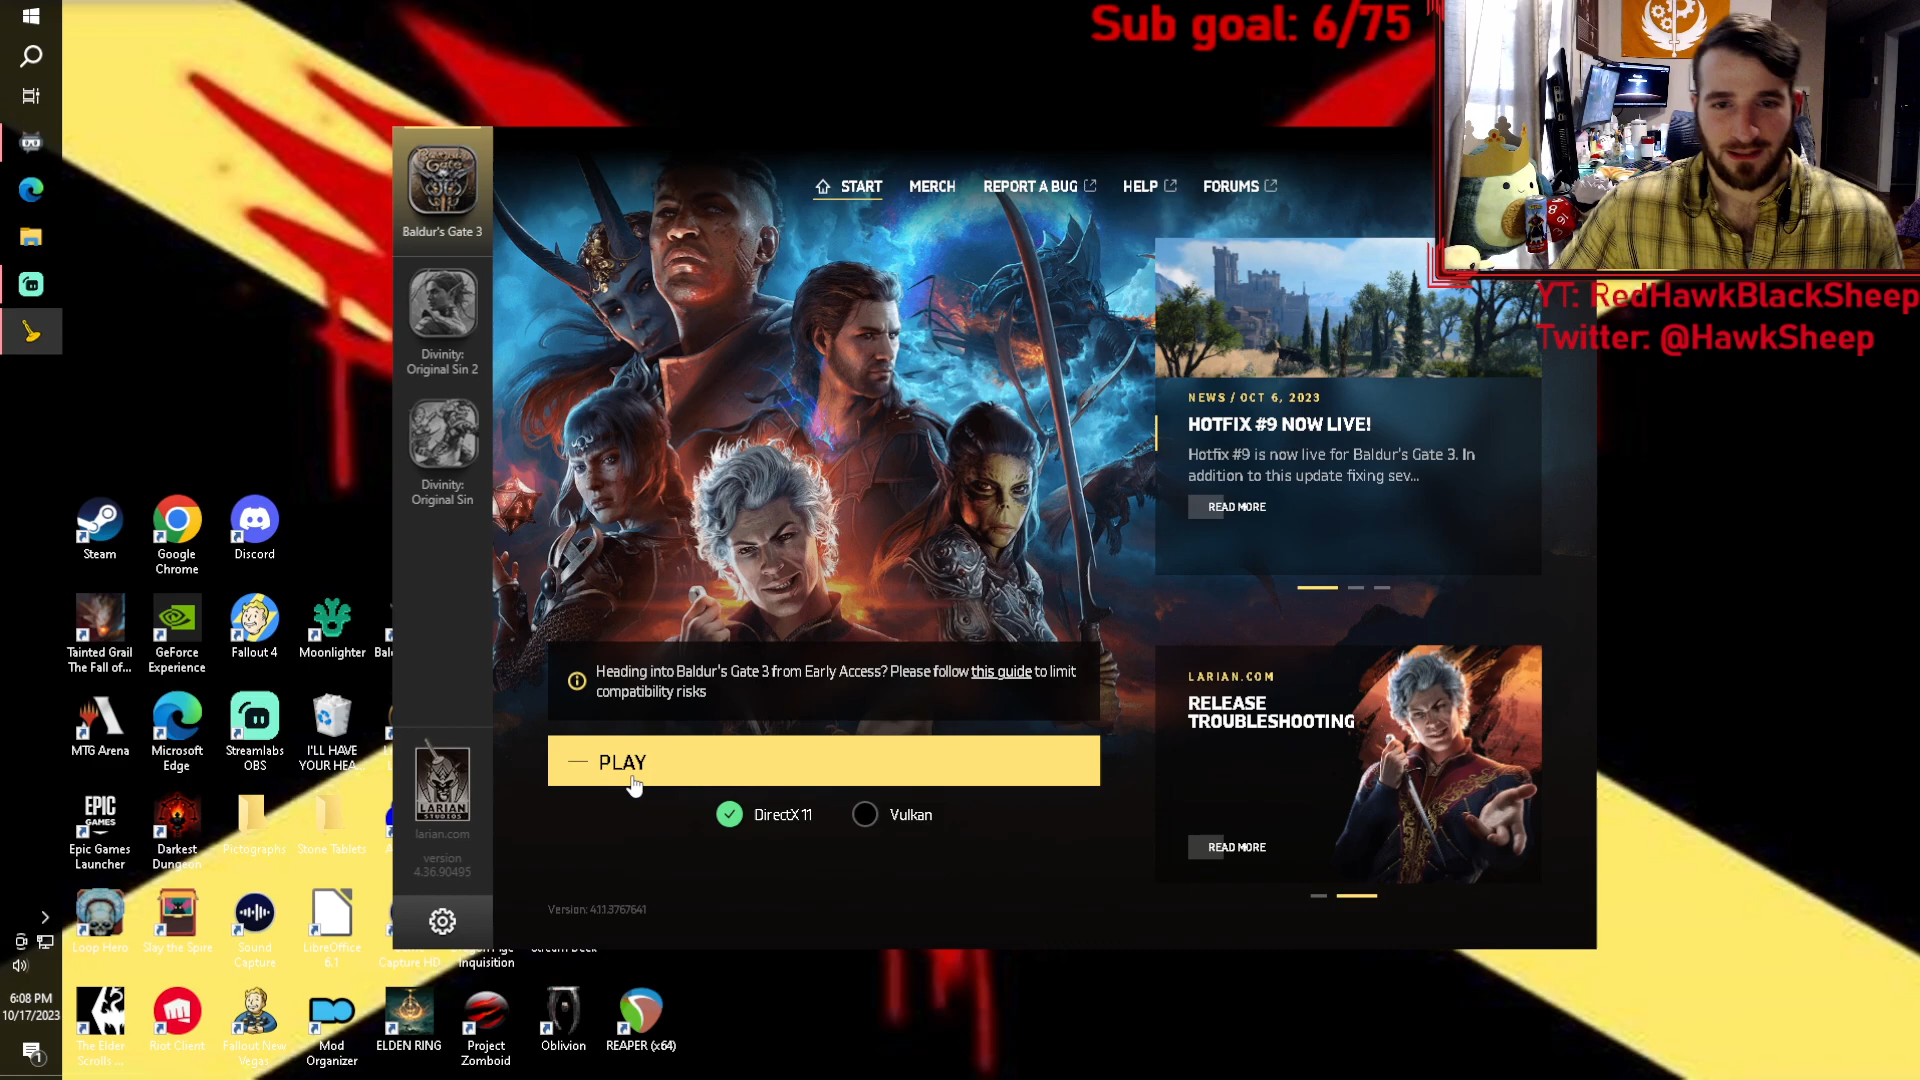 Sub goal: 6/75
YT: RedHawkBlackSheep
Twitter: @HawkSheep
Baldur's Gate 3
Divinity:
Original Sin 2
Divinity:
Original Sin
LARIAN
STUDIOS
larian.com
version
4.36.90495
START
MERCH
REPORT A BUG
HELP
FORUMS
NEWS / OCT 6, 2023
HOTFIX #9 NOW LIVE!
Hotfix #9 is now live for Baldur's Gate 3. In
addition to this update fixing sev...
READ MORE
Heading into Baldur's Gate 3 from Early Access? Please follow this guide to limit
compatibility risks
PLAY
DirectX 11
Vulkan
Version: 4.1.1.3767641
LARIAN.COM
RELEASE
TROUBLESHOOTING
READ MORE
Steam
Google
Chrome
Discord
Tainted Grail
The Fall of...
GeForce
Experience
Fallout 4
Moonlighter
Bal
MTG Arena
Microsoft
Edge
Streamlabs
OBS
I'LL HAVE
YOUR HEA...
EPIC
GAMES
Epic Games
Launcher
Darkest
Dungeon
Pictographs
Stone Tablets
Loop Hero
Slay the Spire
Sound
Capture
LibreOffice
6.1
Capture HD
Inquisition
Stream Deck
The Elder
Scrolls ...
Riot Client
Fallout New
Vegas
Mod
Organizer
ELDEN RING
Project
Zomboid
Oblivion
REAPER (x64)
6:08 PM
10/17/2023
1